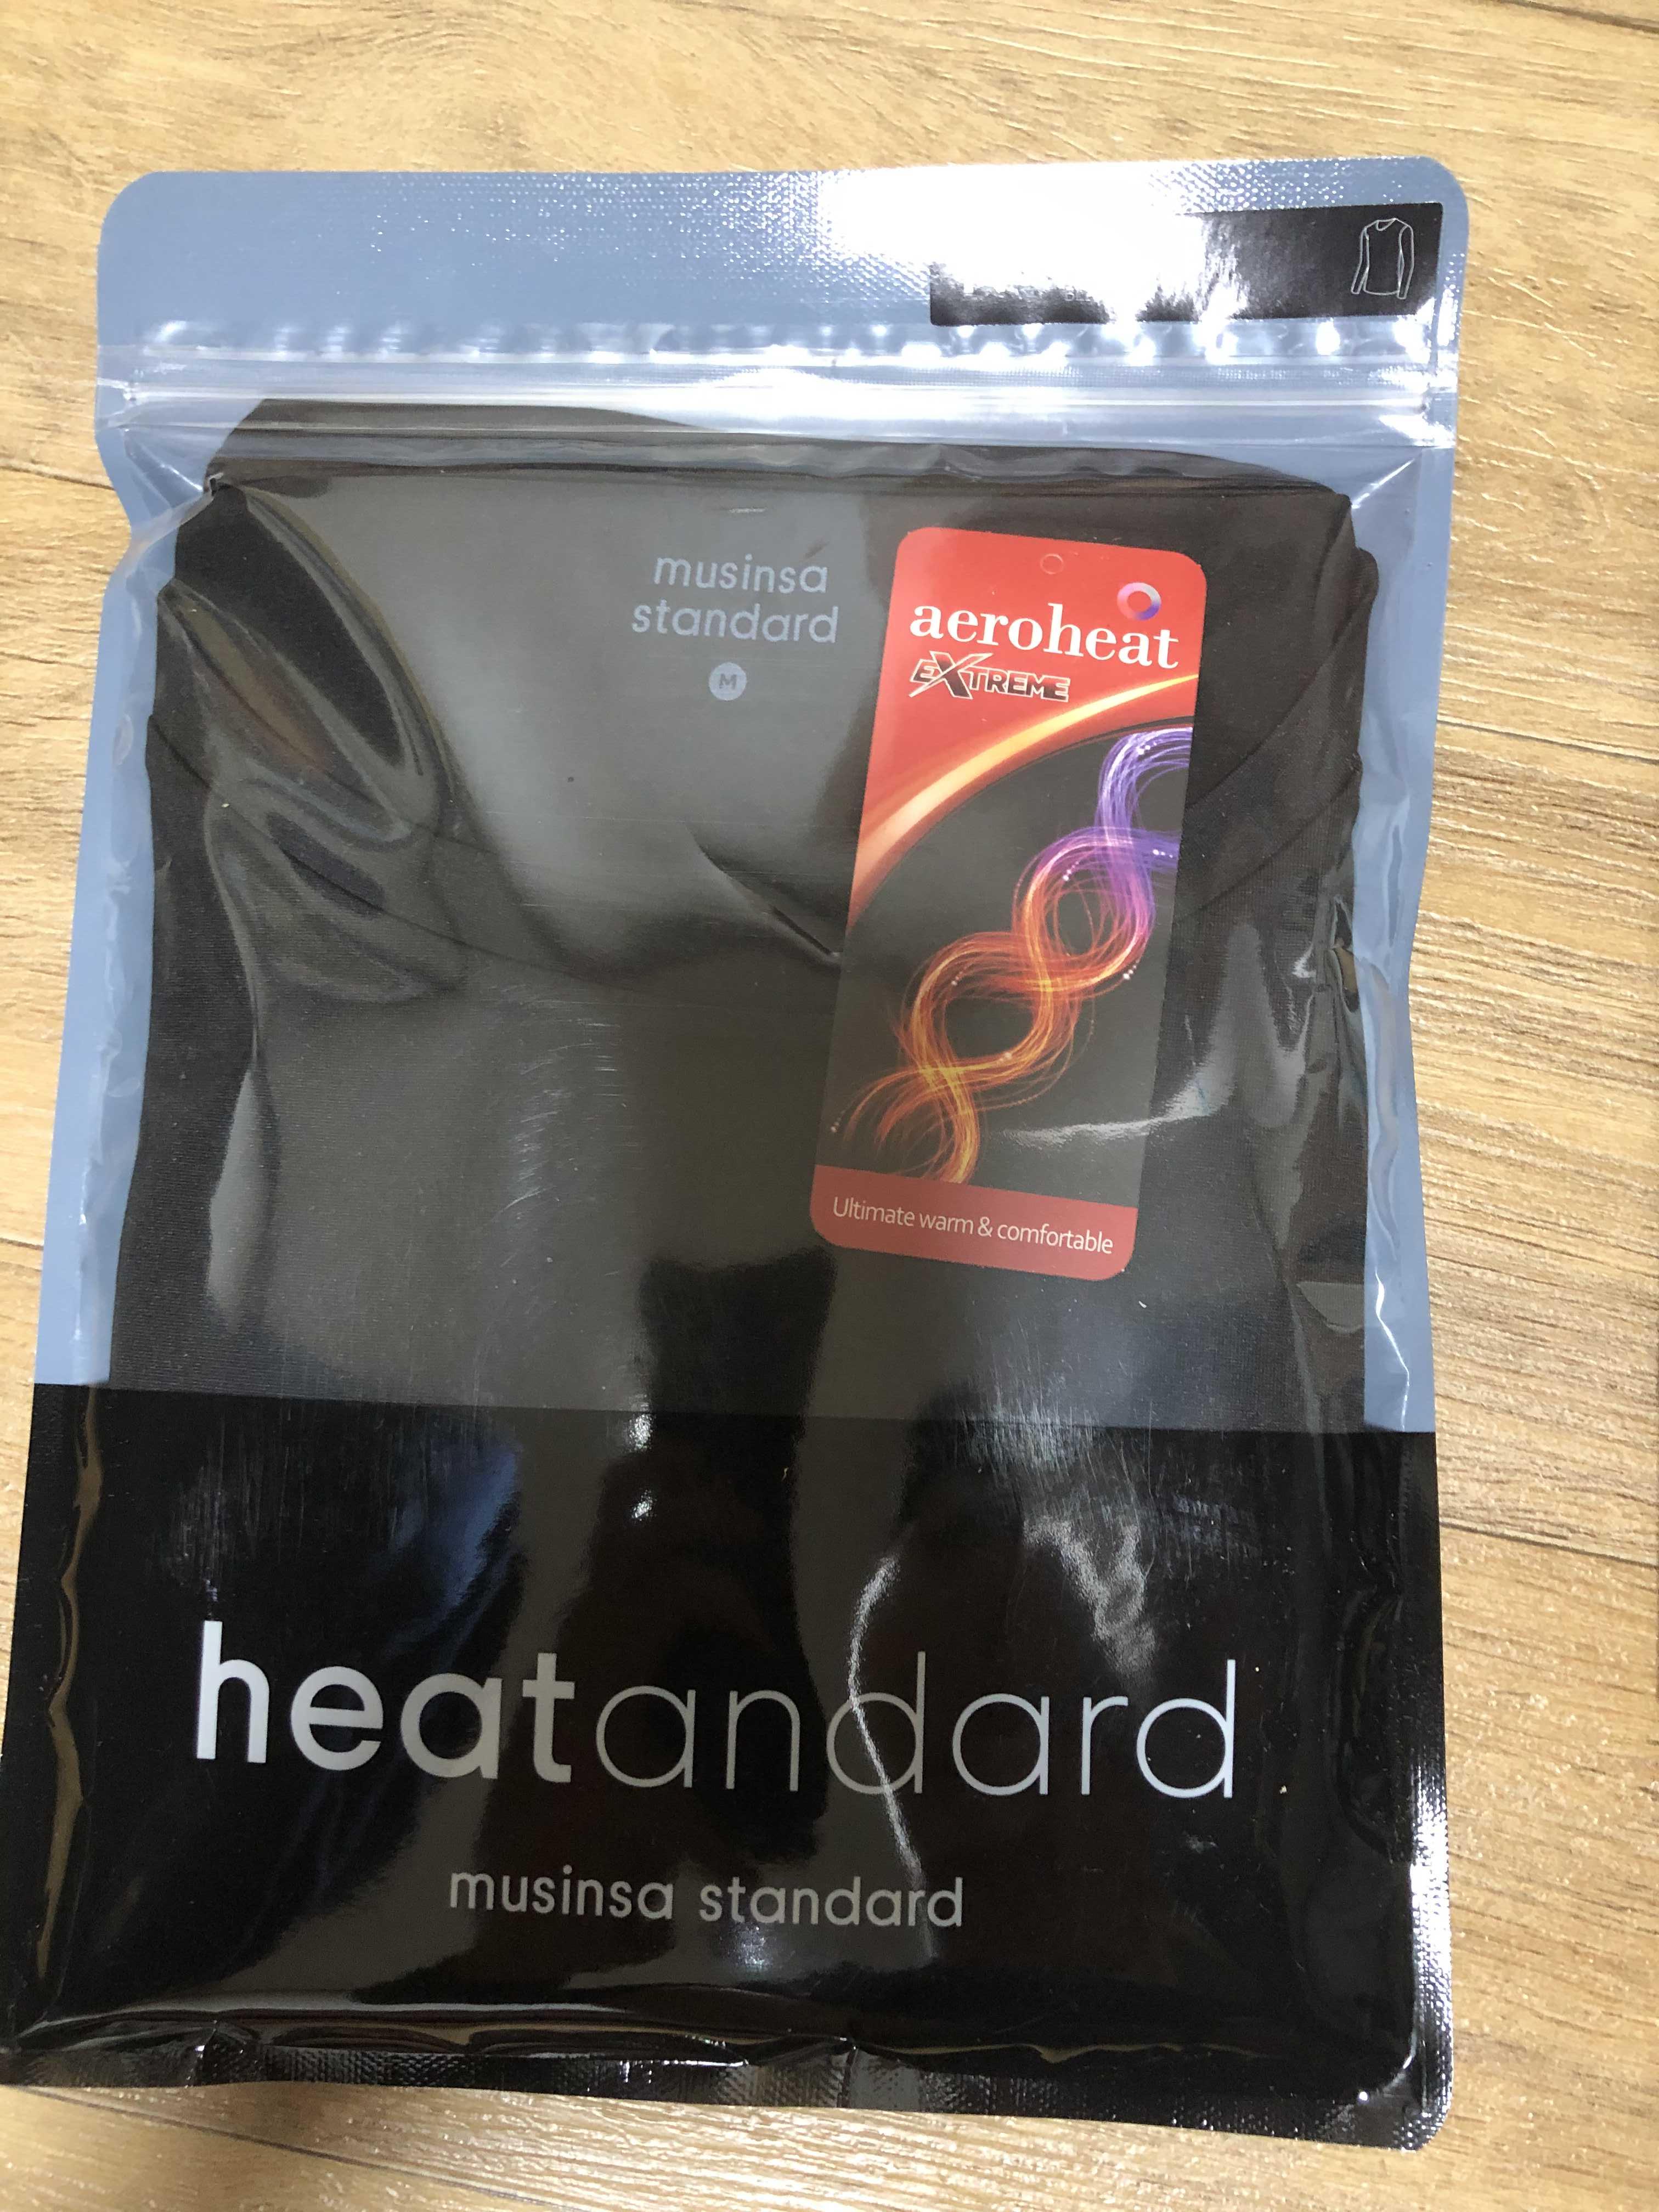 musinsa
standard
M
aeroheat
EXTREME
Ultimate warm & comfortable
heatandard
musinsa standard